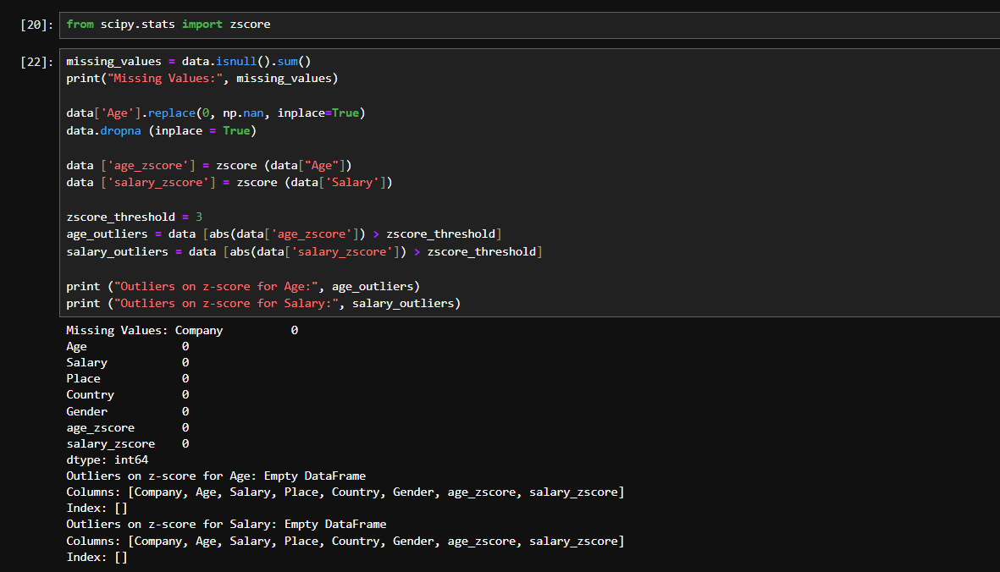 [20]: from scipy.stats import zscore
[22]: missing_values = data.isnull().sum()
print("Missing Values:", missing_values)
data['Age'].replace(0, np.nan, inplace=True)
data.dropna (inplace = True)
data ['age_zscore'] = zscore (data["Age"])
data ['salary_zscore'] = zscore (data['Salary'])
zscore_threshold = 3
age_outliers = data [abs(data['age_zscore']) > zscore_threshold]
salary_outliers = data [abs(data['salary_zscore']) > zscore_threshold]
print ("Outliers on z-score for Age:", age_outliers)
print ("Outliers on z-score for Salary:", salary_outliers)
Missing Values: Company          0
Age              0
Salary           0
Place            0
Country          0
Gender           0
age_zscore       0
salary_zscore    0
dtype: int64
Outliers on z-score for Age: Empty DataFrame
Columns: [Company, Age, Salary, Place, Country, Gender, age_zscore, salary_zscore]
Index: []
Outliers on z-score for Salary: Empty DataFrame
Columns: [Company, Age, Salary, Place, Country, Gender, age_zscore, salary_zscore]
Index: []